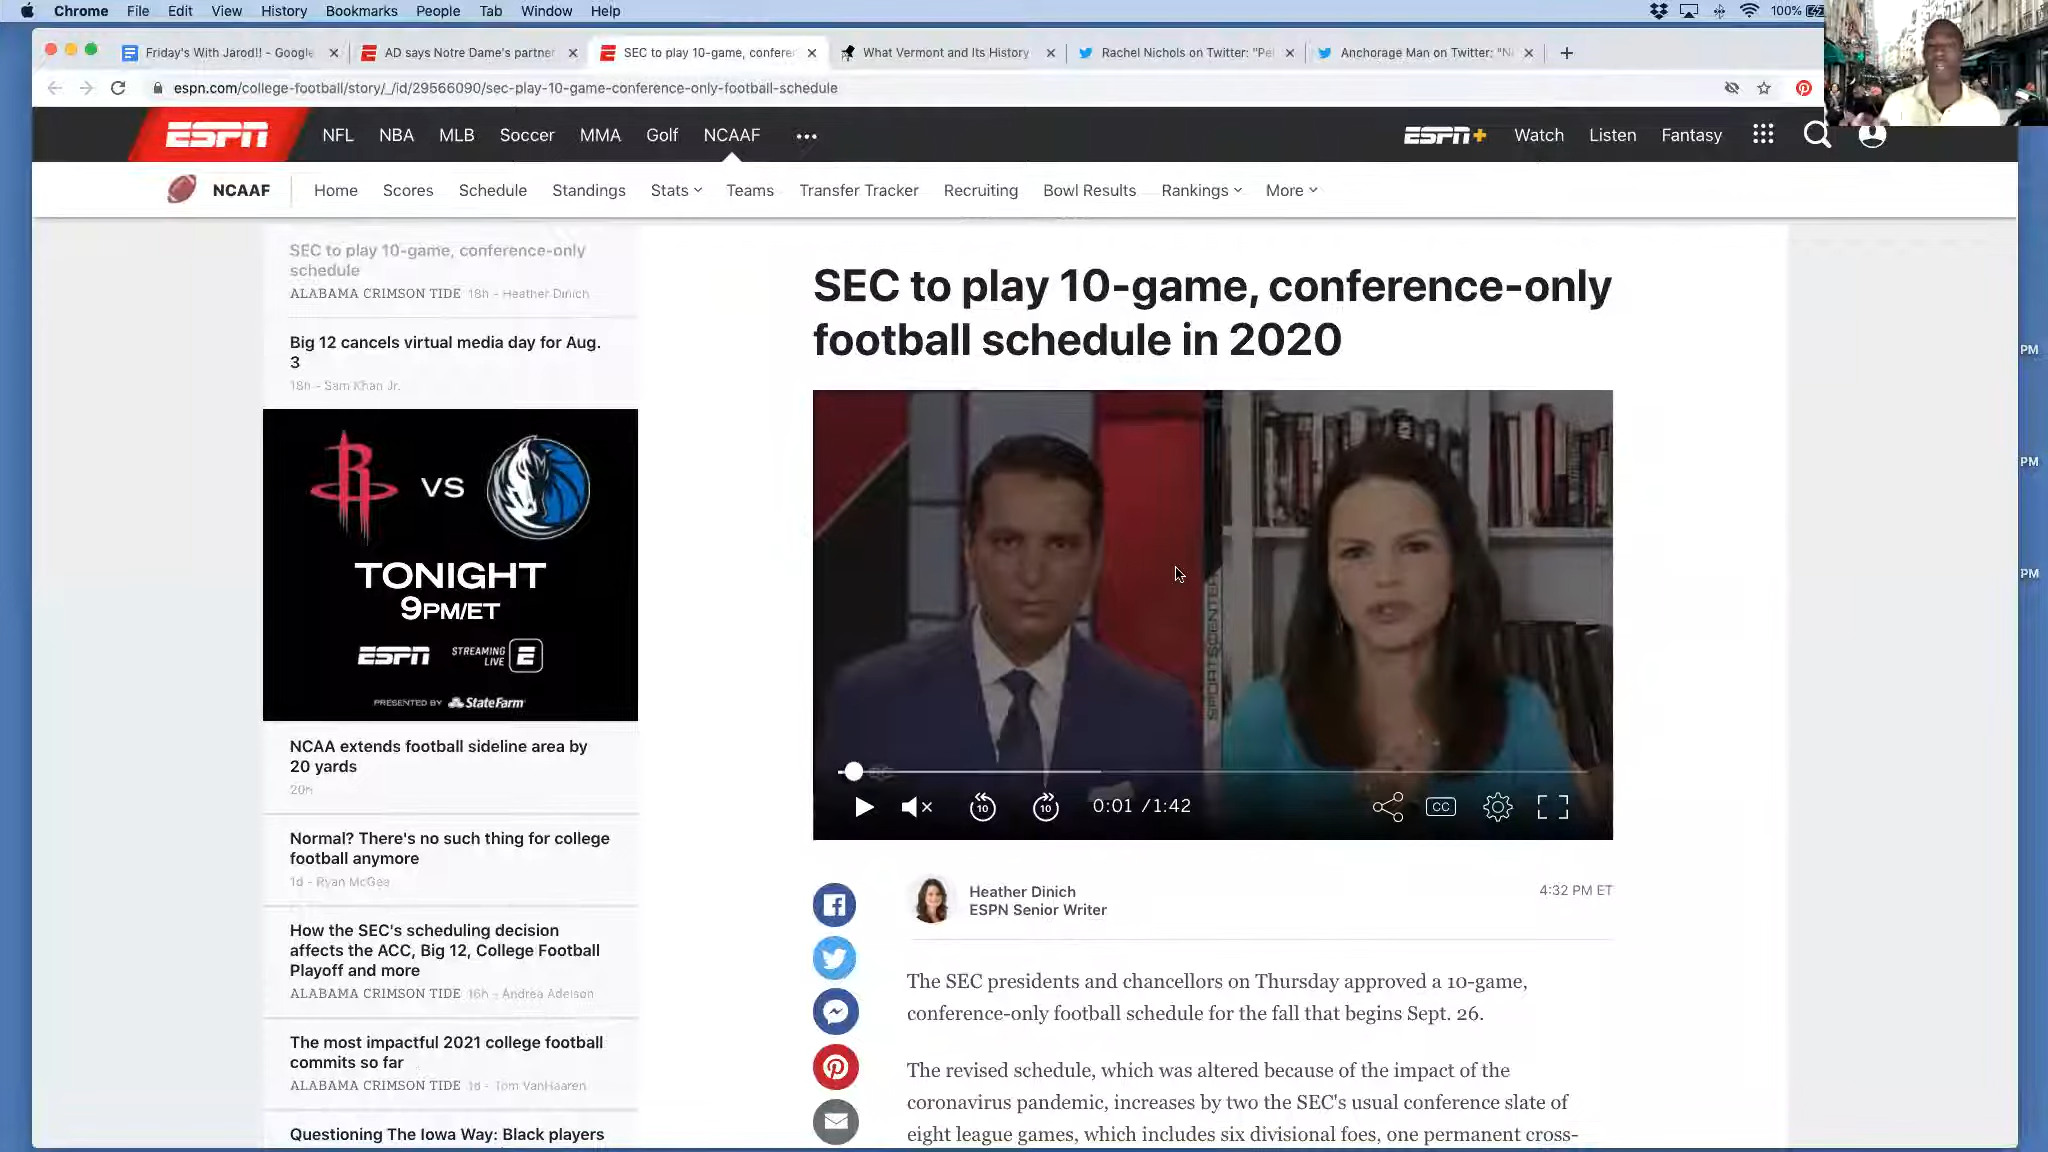 Chrome File Edit View History Bookmarks People Tab Window Help 100%
Friday's With Jarod!! - Google
AD says Notre Dame's partner
SEC to play 10-game, confere
What Vermont and Its History
Rachel Nichols on Twitter: "Pel
Anchorage Man on Twitter: "N
espn.com/college-football/story/_/id/29566090/sec-play-10-game-conference-only-football-schedule
ESPN NFL NBA MLB Soccer MMA Golf NCAAF ESPN+ Watch Listen Fantasy
NCAAF Home Scores Schedule Standings Stats Teams Transfer Tracker Recruiting Bowl Results Rankings More
SEC to play 10-game, conference-only
schedule
ALABAMA CRIMSON TIDE 18h - Heather Dinich
Big 12 cancels virtual media day for Aug.
3
18h - Sam Khan Jr.
R VS
TONIGHT
9PM/ET
ESPN STREAMING LIVE E
PRESENTED BY State Farm
NCAA extends football sideline area by
20 yards
20h
Normal? There's no such thing for college
football anymore
1d - Ryan McGee
How the SEC's scheduling decision
affects the ACC, Big 12, College Football
Playoff and more
ALABAMA CRIMSON TIDE 16h - Andrea Adelson
The most impactful 2021 college football
commits so far
ALABAMA CRIMSON TIDE 1d - Tom VanHaaren
Questioning The Iowa Way: Black players
SEC to play 10-game, conference-only
football schedule in 2020
SPORTSCENTER
10 10 0:01 /1:42 CC
Heather Dinich
ESPN Senior Writer
4:32 PM ET
The SEC presidents and chancellors on Thursday approved a 10-game,
conference-only football schedule for the fall that begins Sept. 26.
The revised schedule, which was altered because of the impact of the
coronavirus pandemic, increases by two the SEC's usual conference slate of
eight league games, which includes six divisional foes, one permanent cross-
PM
PM
PM